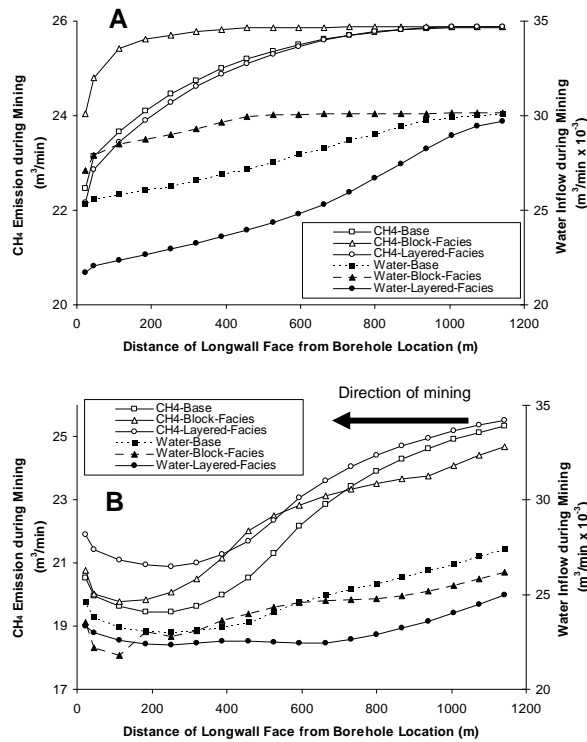 A
26
24
22
20
35
30
25
20
CH₄ Emission during Mining
(m³/min)
Water Inflow during Mining
(m³/min x 10⁻³)
CH4-Base
CH4-Block-Facies
CH4-Layered-Facies
Water-Base
Water-Block-Facies
Water-Layered-Facies
0 200 400 600 800 1000 1200
Distance of Longwall Face from Borehole Location (m)
B
CH4-Base
CH4-Block-Facies
CH4-Layered-Facies
Water-Base
Water-Block-Facies
Water-Layered-Facies
Direction of mining
25
23
21
19
17
35
30
25
20
CH₄ Emission during Mining
(m³/min)
Water Inflow during Mining
(m³/min x 10⁻³)
0 200 400 600 800 1000 1200
Distance of Longwall Face from Borehole Location (m)